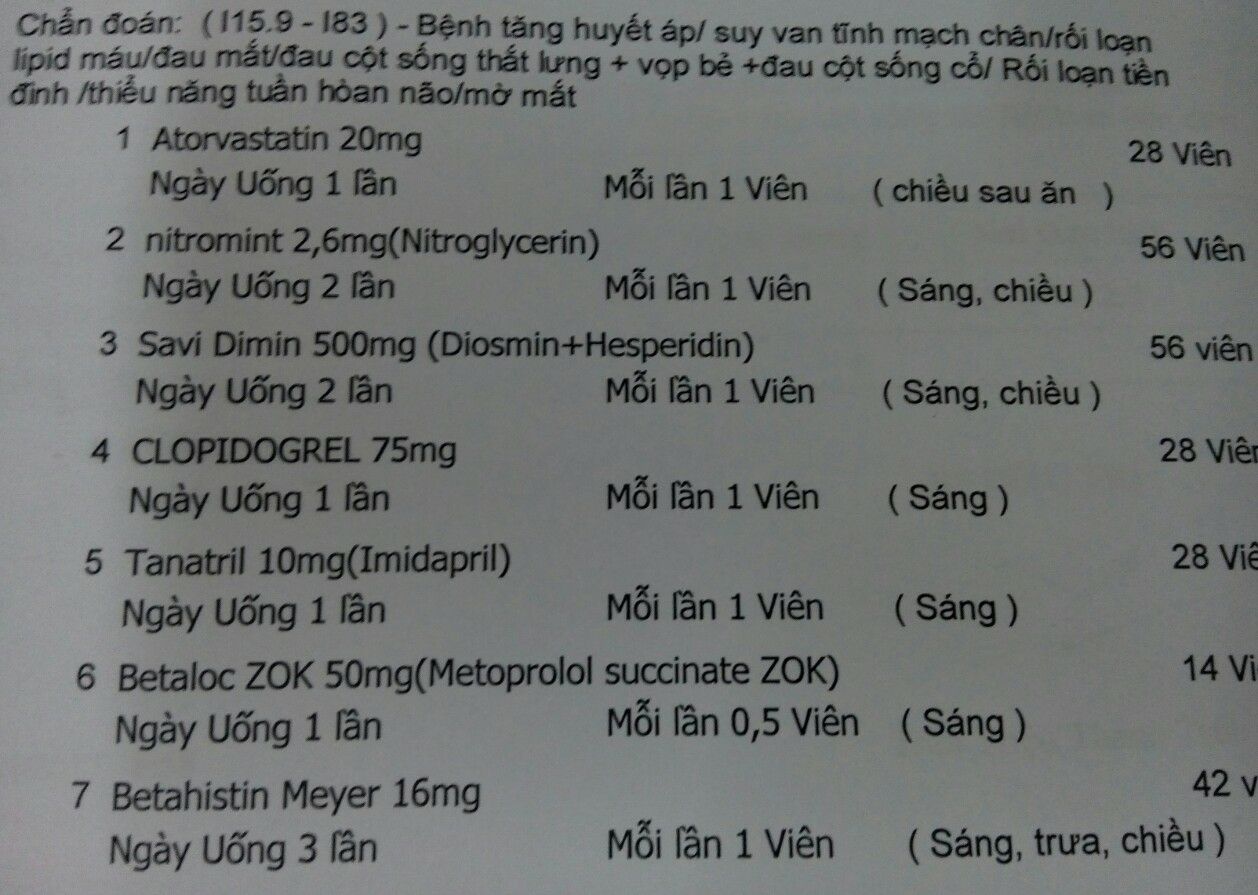 Chẩn đoán: ( I15.9 - I83 ) - Bệnh tăng huyết áp/ suy van tĩnh mạch chân/rối loạn
lipid máu/đau mắt/đau cột sống thắt lưng + vọp bẻ +đau cột sống cổ/ Rối loạn tiền
đình /thiểu năng tuần hòan não/mờ mắt
1 Atorvastatin 20mg 28 Viên
Ngày Uống 1 lần Mỗi lần 1 Viên ( chiều sau ăn )
2 nitromint 2,6mg(Nitroglycerin) 56 Viên
Ngày Uống 2 lần Mỗi lần 1 Viên ( Sáng, chiều )
3 Savi Dimin 500mg (Diosmin+Hesperidin) 56 viên
Ngày Uống 2 lần Mỗi lần 1 Viên ( Sáng, chiều )
4 CLOPIDOGREL 75mg 28 Viên
Ngày Uống 1 lần Mỗi lần 1 Viên ( Sáng )
5 Tanatril 10mg(Imidapril) 28 Viê
Ngày Uống 1 lần Mỗi lần 1 Viên ( Sáng )
6 Betaloc ZOK 50mg(Metoprolol succinate ZOK) 14 Vi
Ngày Uống 1 lần Mỗi lần 0,5 Viên ( Sáng )
7 Betahistin Meyer 16mg 42 v
Ngày Uống 3 lần Mỗi lần 1 Viên ( Sáng, trưa, chiều )